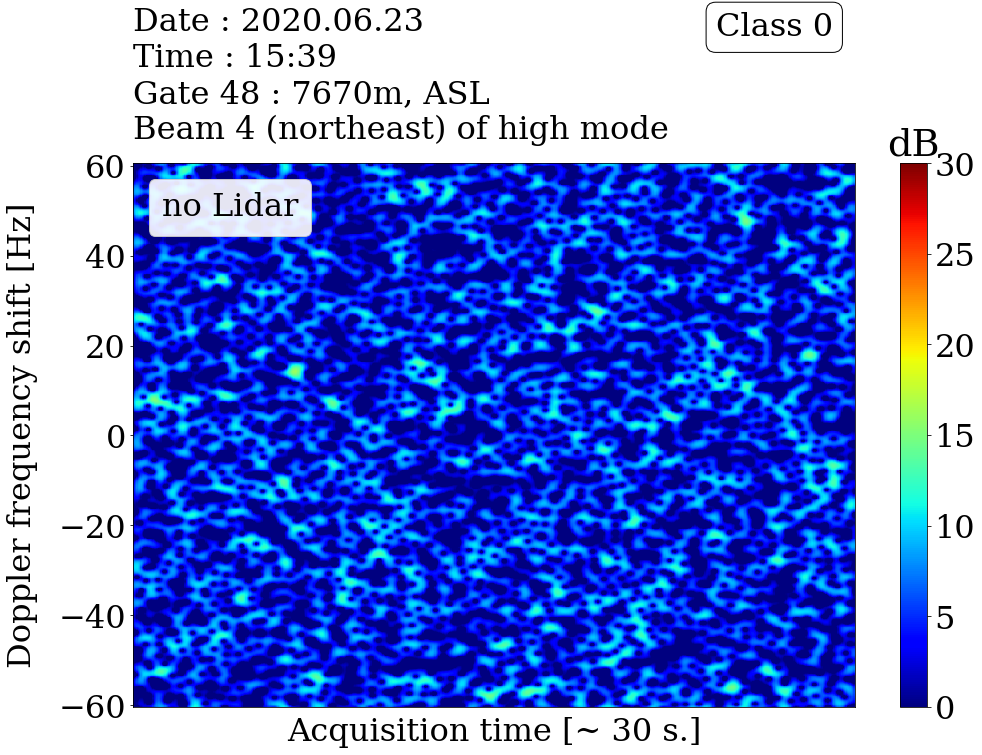 Date : 2020.06.23
Time : 15:39
Gate 48 : 7670m, ASL
Beam 4 (northeast) of high mode
Class 0
dB
no Lidar
Doppler frequency shift [Hz]
60
40
20
0
−20
−40
−60
30
25
20
15
10
5
0
Acquisition time [~ 30 s.]